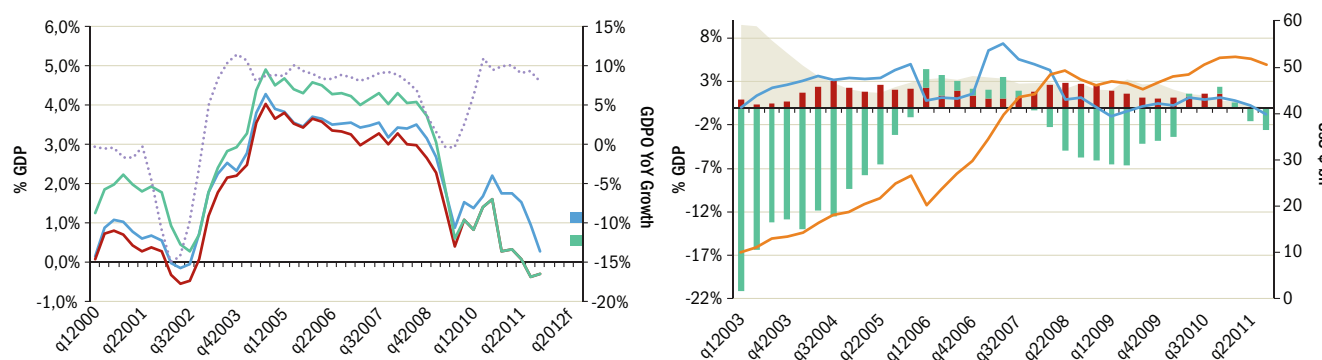 6,0%
5,0%
4,0%
3,0%
2,0%
1,0%
0,0%
-1,0%
% GDP
15%
10%
5%
0%
-5%
-10%
-15%
-20%
GDPO YoY Growth
q12000
q22001
q32002
q42003
q12005
q22006
q32007
q42008
q12010
q22011
q2012f
8%
3%
-2%
-7%
-12%
-17%
-22%
% GDP
60
50
40
30
20
10
0
q12003
q42003
q32004
q22005
q12006
q42006
q32007
q22008
q12009
q42009
q32010
q22011